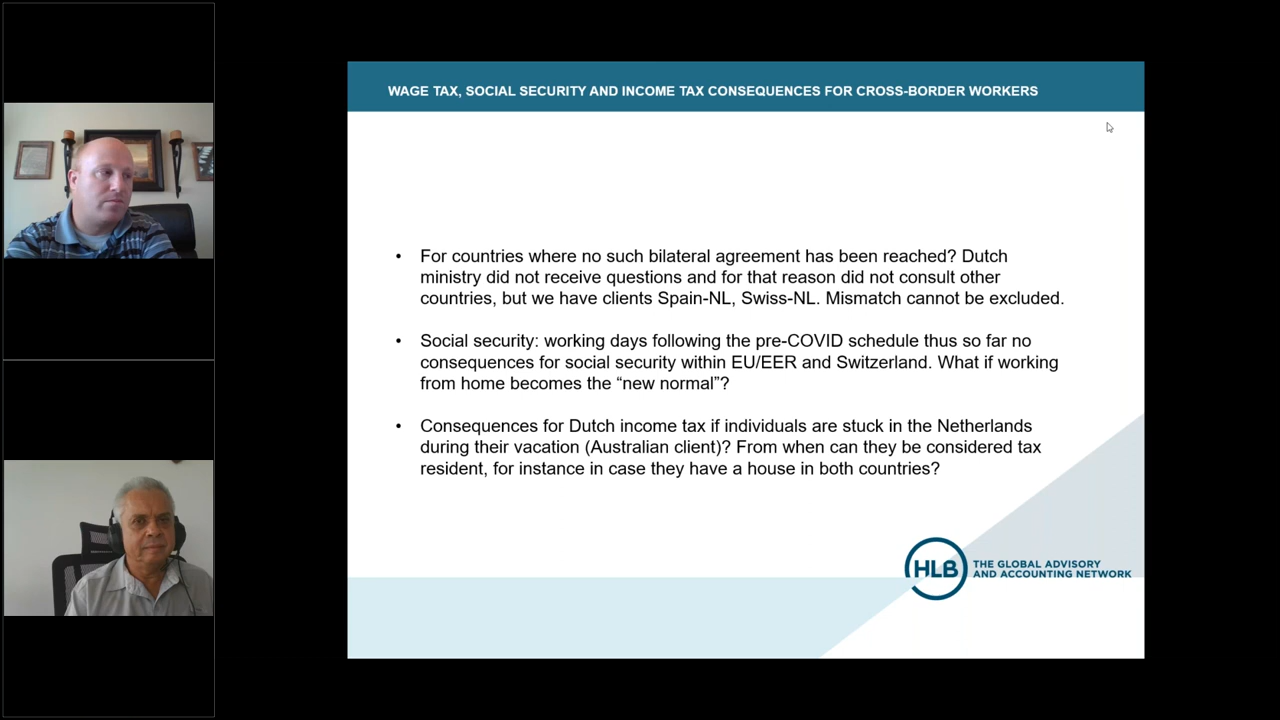 WAGE TAX, SOCIAL SECURITY AND INCOME TAX CONSEQUENCES FOR CROSS-BORDER WORKERS
• For countries where no such bilateral agreement has been reached? Dutch
ministry did not receive questions and for that reason did not consult other
countries, but we have clients Spain-NL, Swiss-NL. Mismatch cannot be excluded.
• Social security: working days following the pre-COVID schedule thus so far no
consequences for social security within EU/EER and Switzerland. What if working
from home becomes the “new normal”?
• Consequences for Dutch income tax if individuals are stuck in the Netherlands
during their vacation (Australian client)? From when can they be considered tax
resident, for instance in case they have a house in both countries?
HLB THE GLOBAL ADVISORY
AND ACCOUNTING NETWORK